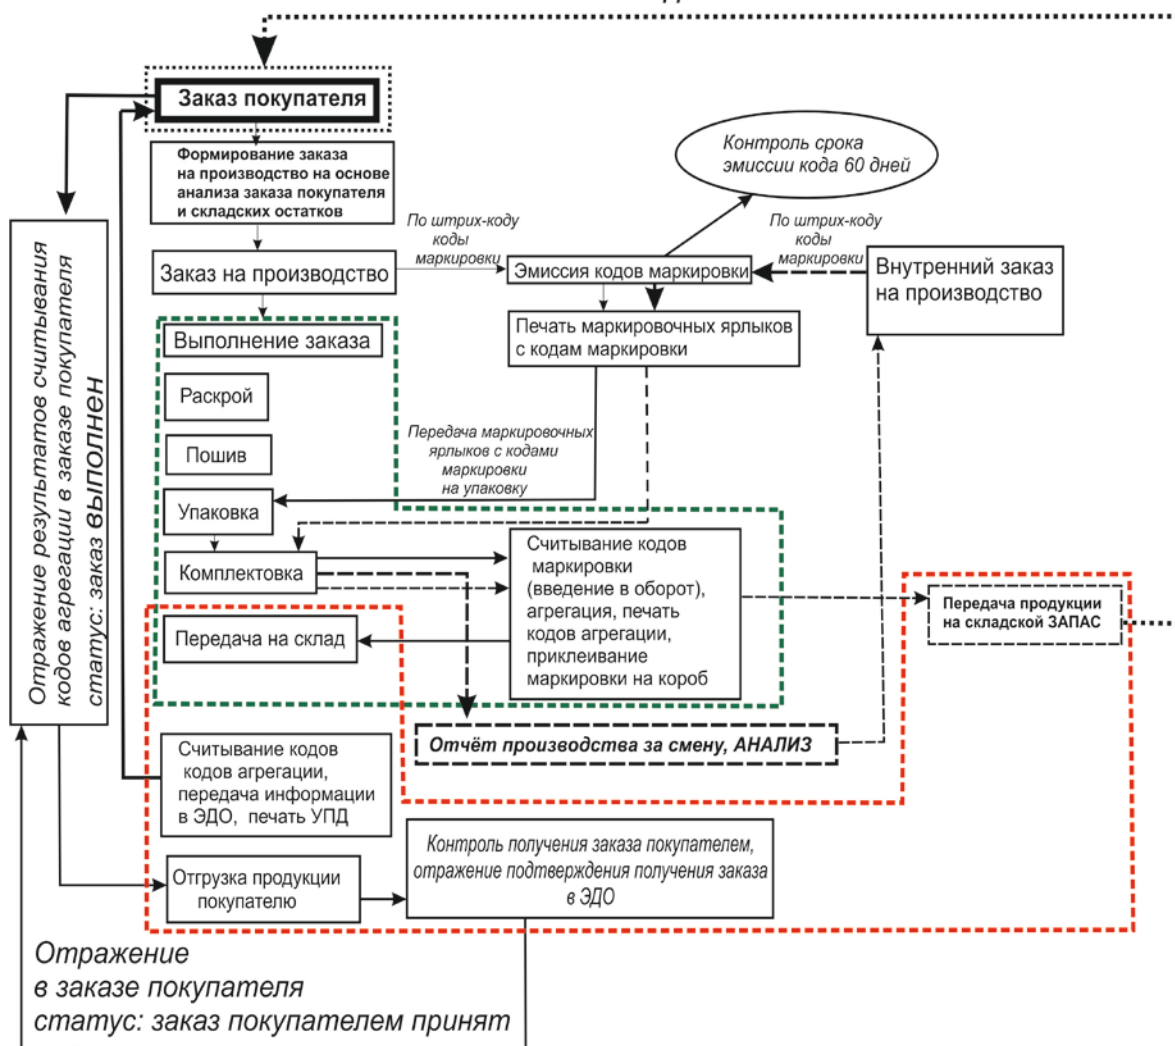 Заказ покупателя
Формирование заказа
на производство на основе
анализа заказа покупателя
и складских остатков
Контроль срока
эмиссии кода 60 дней
По штрих-коду
коды
маркировки
По штрих-коду
коды
маркировки
Заказ на производство
Эмиссия кодов маркировки
Внутренний заказ
на производство
Отражение результатов считывания
кодов агрегации в заказе покупателя
статус: заказ выполнен
Выполнение заказа
Печать маркировочных ярлыков
с кодам маркировки
Раскрой
Пошив
Передача маркировочных
ярлыков с кодами
маркировки
на упаковку
Упаковка
Комплектовка
Считывание кодов
маркировки
(введение в оборот),
агрегация, печать
кодов агрегации,
приклеивание
маркировки на короб
Передача продукции
на складской ЗАПАС
Передача на склад
Отчёт производства за смену, АНАЛИЗ
Считывание кодов
кодов агрегации,
передача информации
в ЭДО, печать УПД
Отгрузка продукции
покупателю
Контроль получения заказа покупателем,
отражение подтверждения получения заказа
в ЭДО
Отражение
в заказе покупателя
статус: заказ покупателем принят